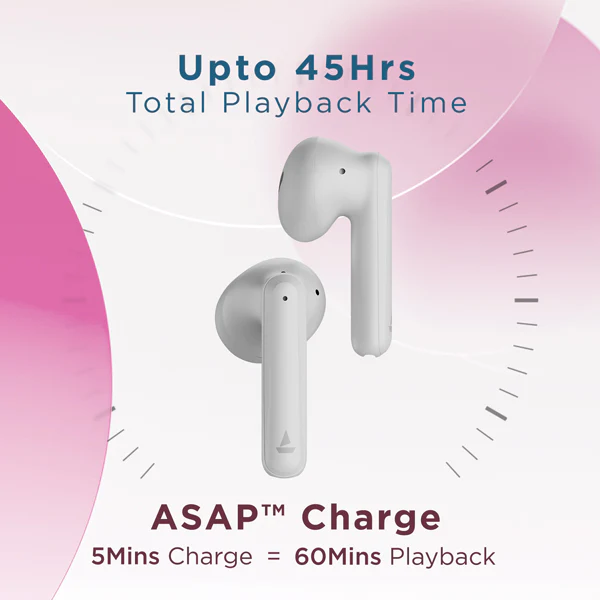 Upto 45Hrs
Total Playback Time
ASAP™ Charge
5Mins Charge = 60Mins Playback